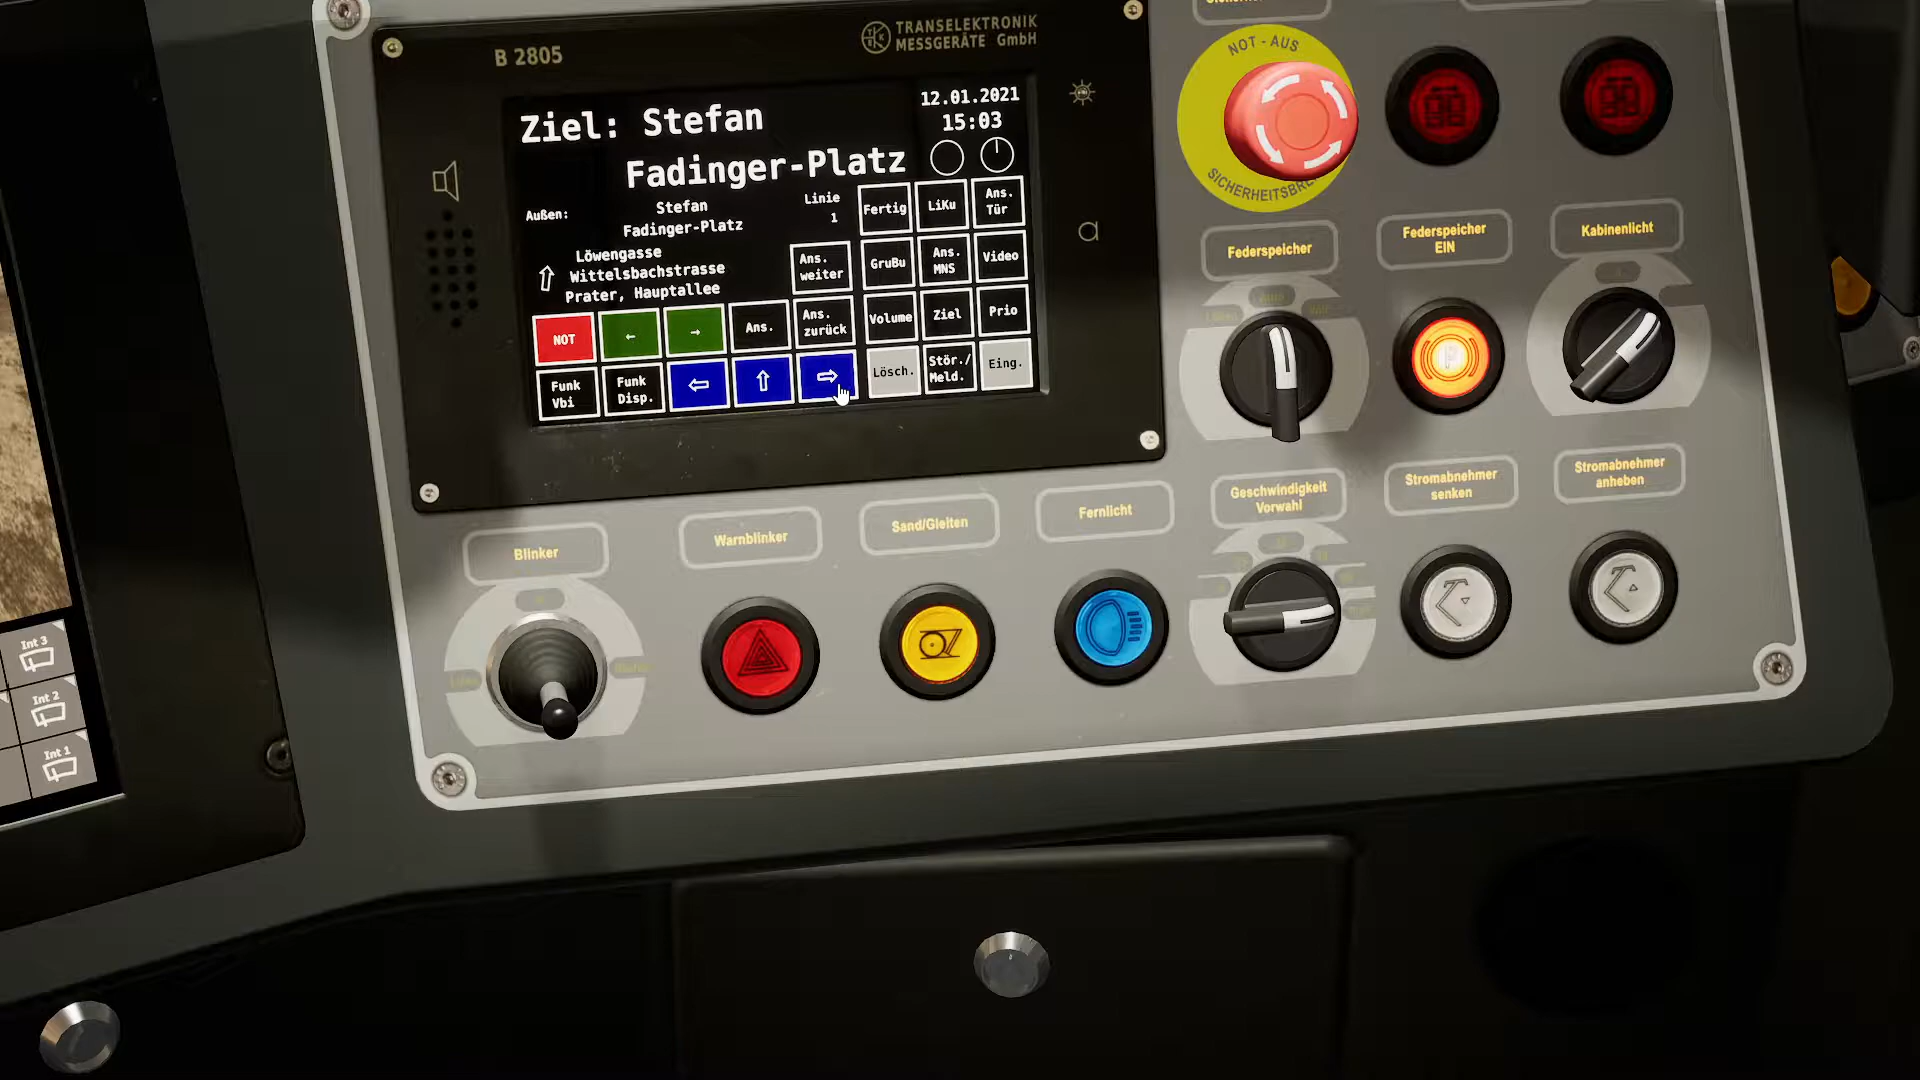 B 2805
TRANSELEKTRONIK
MESSGERÄTE GmbH
Ziel: Stefan
Fadinger-Platz
12.01.2021
15:03
Außen:
Stefan
Fadinger-Platz
Linie
1
Löwengasse
Wittelsbachstrasse
Prater, Hauptallee
Fertig
LiKu
Ans.
Tür
Ans.
weiter
GruBu
Ans.
MNS
Video
NOT
←
→
Ans.
Ans.
zurück
Volume
Ziel
Prio
Funk
Vbi
Funk
Disp.
Lösch.
Stör./
Meld.
Eing.
NOT - AUS
Federspeicher
Federspeicher
EIN
Kabinenlicht
Blinker
Warnblinker
Sand/Gleiten
Fernlicht
Geschwindigkeit
Vorwahl
Stromabnehmer
senken
Stromabnehmer
anheben
Int 3
Int 2
Int 1